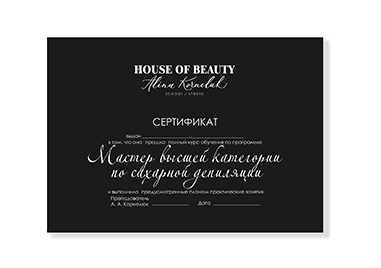 HOUSE OF BEAUTY
Alina Korneluk
SCHOOL / STUDIO
СЕРТИФИКАТ
выдан
в том, что она прошла полный курс обучения по программе
Мастер высшей категории
по сахарной депиляции
и выполнила предусмотренные планом практические занятия.
Преподаватель
А. А. Корнелюк Дата